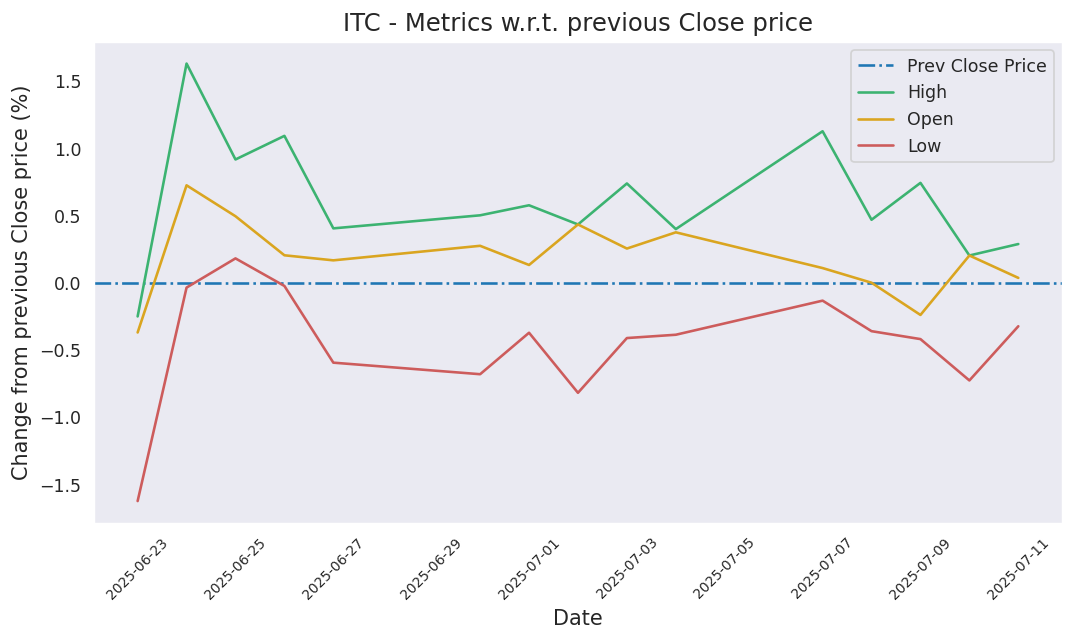 ITC - Metrics w.r.t. previous Close price
Prev Close Price
High
Open
Low
Change from previous Close price (%)
1.5
1.0
0.5
0.0
−0.5
−1.0
−1.5
2025-06-23
2025-06-25
2025-06-27
2025-06-29
2025-07-01
2025-07-03
2025-07-05
2025-07-07
2025-07-09
2025-07-11
Date